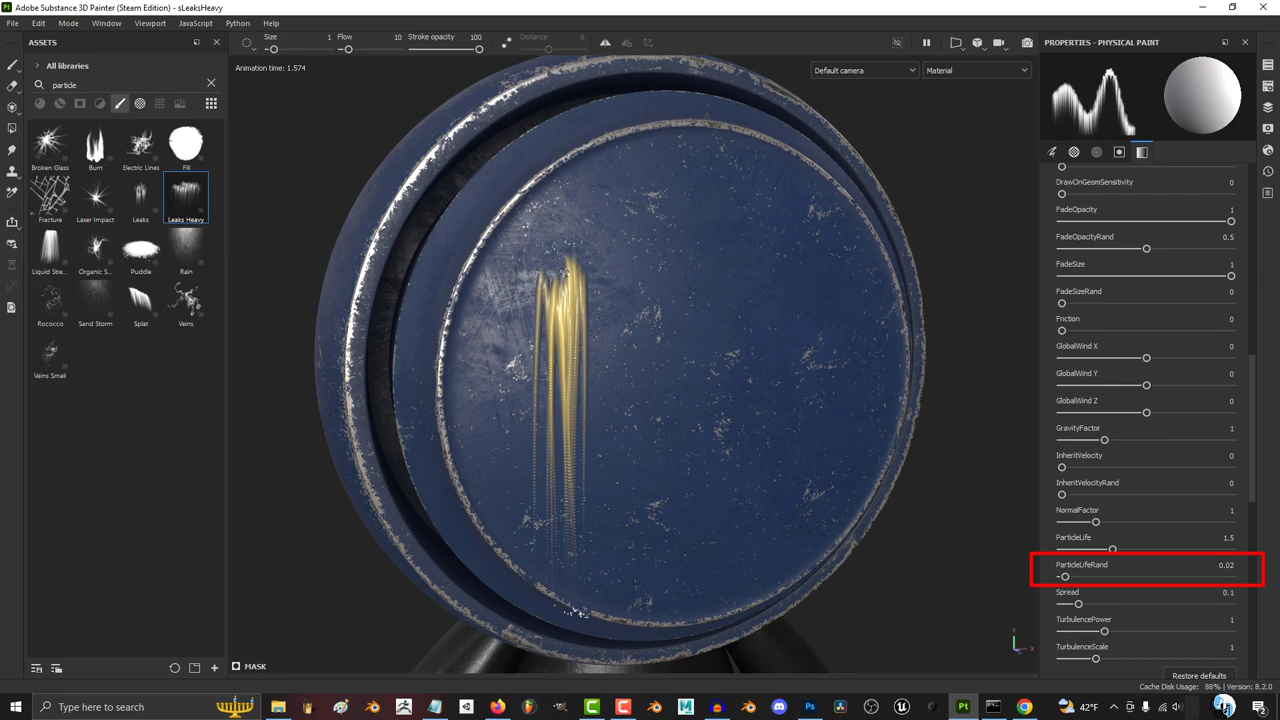 Adobe Substance 3D Painter (Steam Edition) - sLeaksHeavy
File Edit Mode Window Viewport JavaScript Python Help
ASSETS
All libraries
particle
Broken Glass Burn Electric Lines Fill
Fracture Laser Impact Leaks Leaks Heavy
Liquid Stre... Organic S... Puddle Rain
Rococco Sand Storm Splat Veins
Veins Small
Size 1 Flow 10 Stroke opacity 100 Distance 8
Animation time: 1.574
Default camera Material
MASK
PROPERTIES - PHYSICAL PAINT
DrawOnGeomSensitivity 0
FadeOpacity 1
FadeOpacityRand 0.5
FadeSize 1
FadeSizeRand 0
Friction 0
GlobalWind X 0
GlobalWind Y 0
GlobalWind Z 0
GravityFactor 1
InheritVelocity 0
InheritVelocityRand 0
NormalFactor 1
ParticleLife 1.5
ParticleLifeRand 0.02
Spread 0.1
TurbulencePower 1
TurbulenceScale 1
Restore defaults
Cache Disk Usage: 88% | Version: 8.2.0
Type here to search
42°F